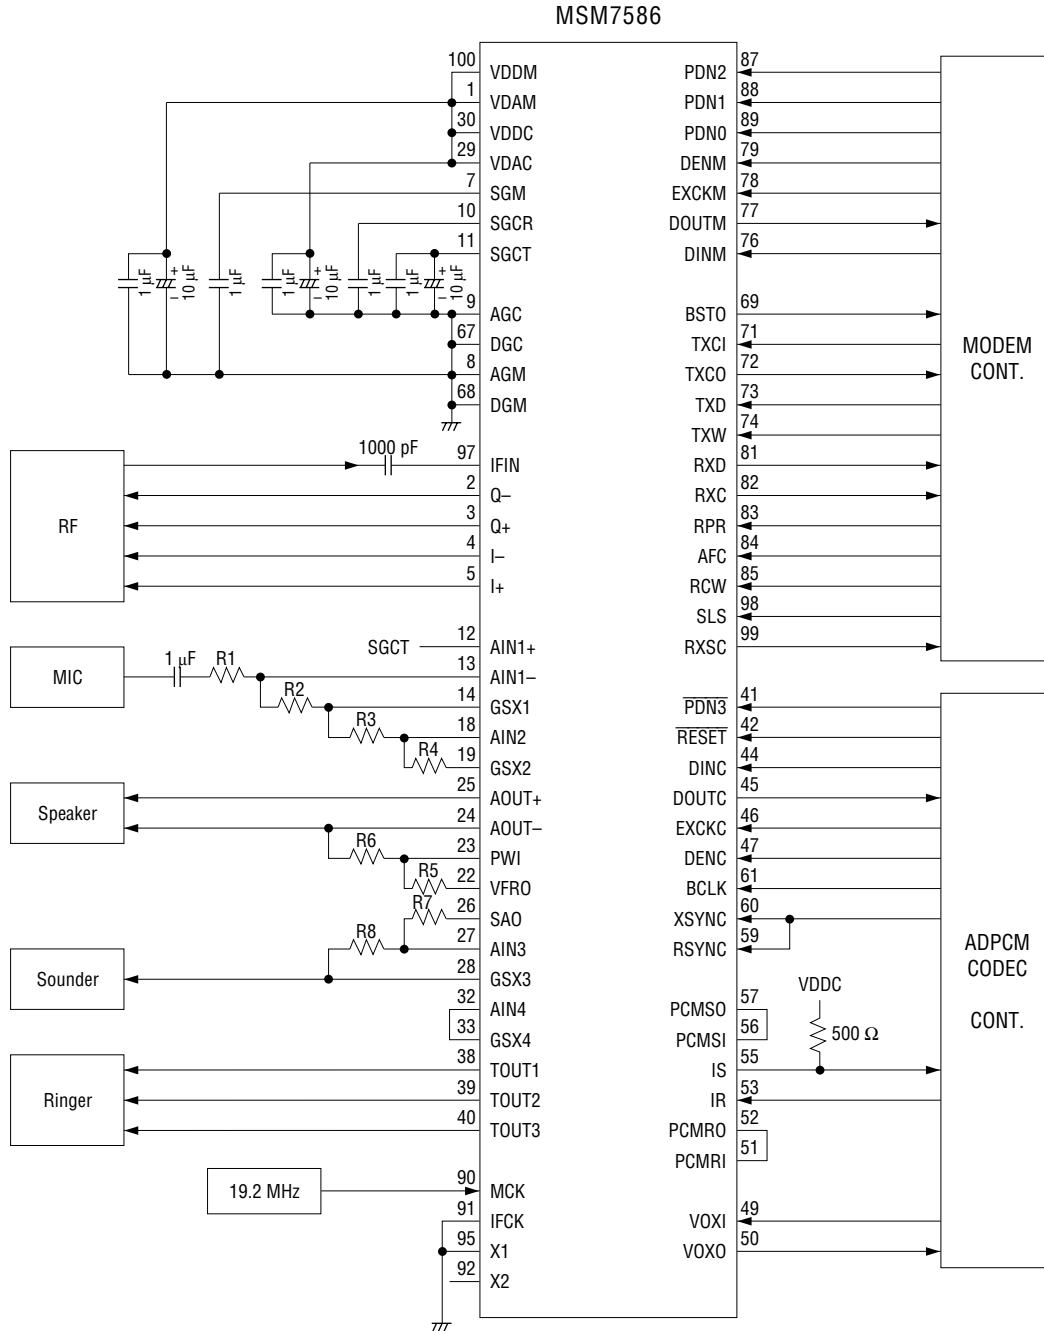 MSM7586
100 VDDM PDN2 87
1 VDAM PDN1 88
30 VDDC PDN0 89
29 VDAC DENM 79
7 SGM EXCKM 78
10 SGCR DOUTM 77
11 SGCT DINM 76
1 μF
+
–
10 μF
1 μF
1 μF
+
–
10 μF
1 μF
1 μF
+
–
10 μF
9 AGC BSTO 69
67 DGC TXCI 71
8 AGM TXCO 72
68 DGM TXD 73
TXW 74
MODEM
CONT.
1000 pF 97 IFIN RXD 81
2 Q– RXC 82
RF 3 Q+ RPR 83
4 I– AFC 84
5 I+ RCW 85
SLS 98
SGCT 12 AIN1+ RXSC 99
MIC 1 μF R1 13 AIN1–
R2 14 GSX1 PDN3 41
R3 18 AIN2 RESET 42
R4 19 GSX2 DINC 44
Speaker 25 AOUT+ DOUTC 45
24 AOUT– EXCKC 46
R6 23 PWI DENC 47
R5 22 VFRO BCLK 61
R7 26 SAO XSYNC 60
R8 27 AIN3 RSYNC 59
Sounder 28 GSX3
ADPCM
CODEC
CONT.
VDDC
500 Ω
32 AIN4 PCMSO 57
33 GSX4 PCMSI 56
38 TOUT1 IS 55
Ringer 39 TOUT2 IR 53
40 TOUT3 PCMRO 52
PCMRI 51
19.2 MHz 90 MCK
91 IFCK VOXI 49
95 X1 VOXO 50
92 X2